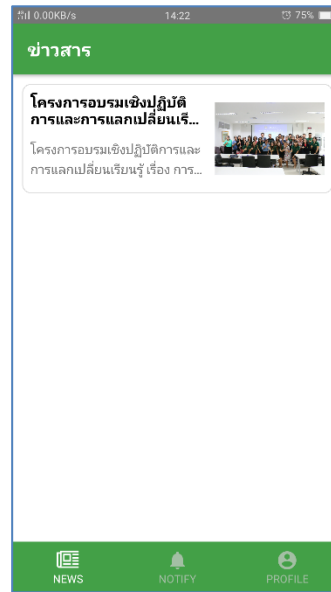 0.00KB/s 14:22 75%
ข่าวสาร
โครงการอบรมเชิงปฏิบัติ
การและการแลกเปลี่ยนเรี...
โครงการอบรมเชิงปฏิบัติการและ
การแลกเปลี่ยนเรียนรู้ เรื่อง การ...
NEWS NOTIFY PROFILE